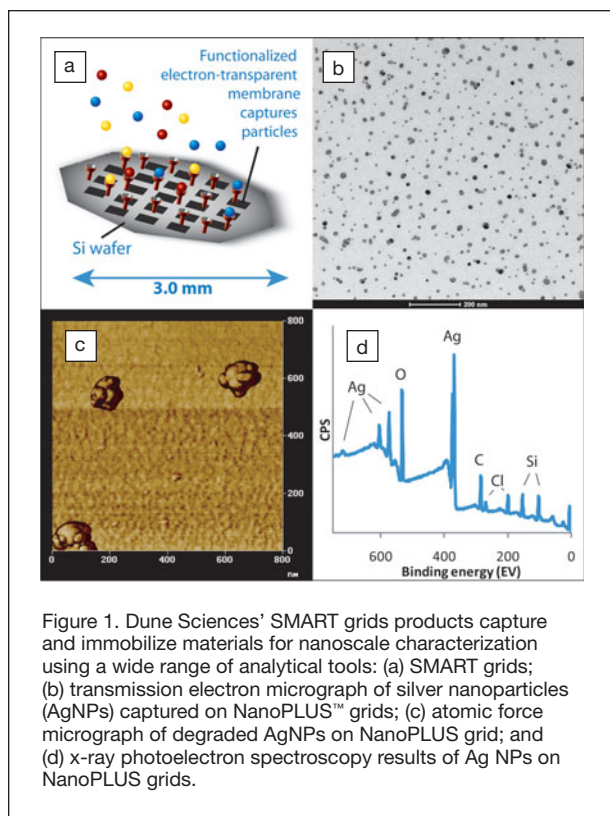 a
Functionalized
electron-transparent
membrane
captures
particles
Si wafer
3.0 mm
b
200 nm
c
800
600
400
200
0
0
200
400
600
800
nm
d
Ag
Ag
O
C
Cl
Si
CPS
600
400
200
0
Binding energy (EV)
Figure 1. Dune Sciences’ SMART grids products capture
and immobilize materials for nanoscale characterization
using a wide range of analytical tools: (a) SMART grids;
(b) transmission electron micrograph of silver nanoparticles
(AgNPs) captured on NanoPLUS™ grids; (c) atomic force
micrograph of degraded AgNPs on NanoPLUS grid; and
(d) x-ray photoelectron spectroscopy results of Ag NPs on
NanoPLUS grids.